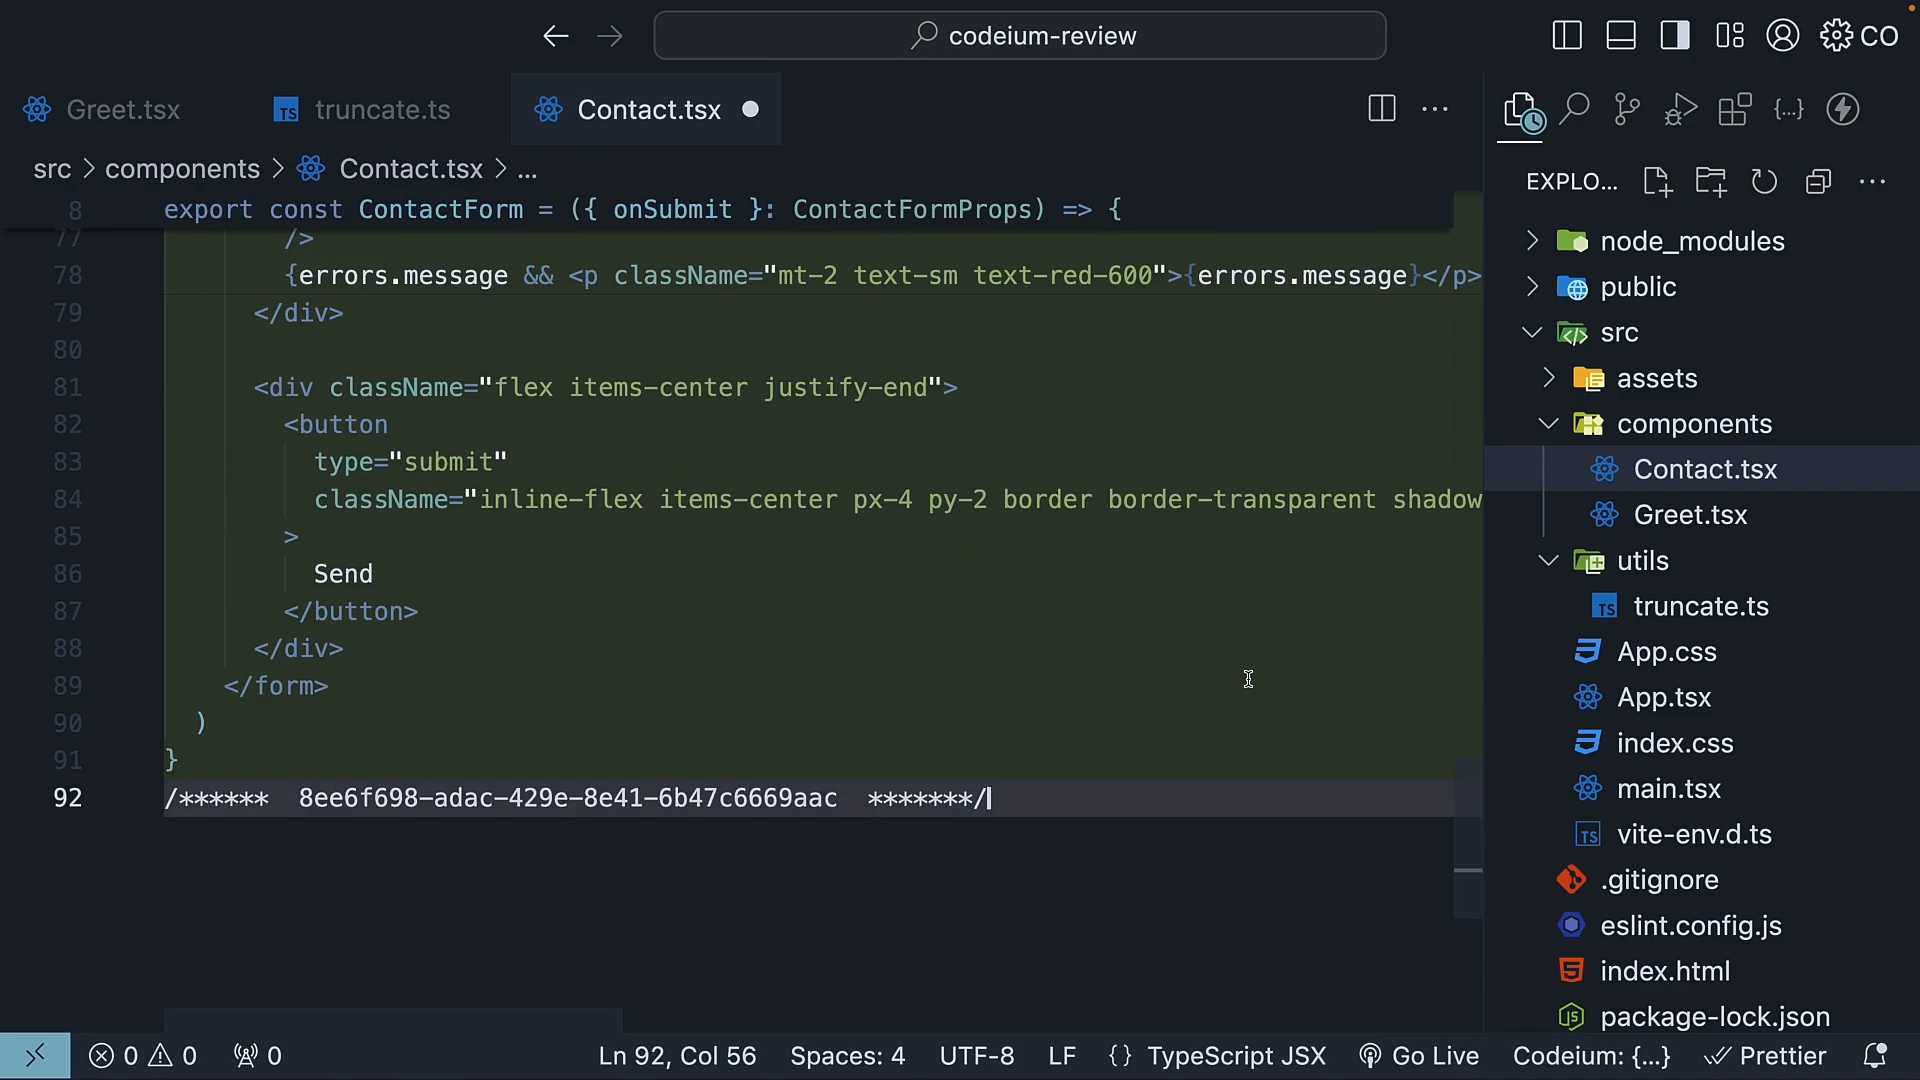 codeium-review
CO
Greet.tsx
TS truncate.ts
Contact.tsx
src > components > Contact.tsx > ...
8 export const ContactForm = ({ onSubmit }: ContactFormProps) => {
77 />
78 {errors.message && <p className="mt-2 text-sm text-red-600">{errors.message}</p>
79 </div>
80
81 <div className="flex items-center justify-end">
82 <button
83 type="submit"
84 className="inline-flex items-center px-4 py-2 border border-transparent shadow
85 >
86 Send
87 </button>
88 </div>
89 </form>
90 )
91 }
92 /****** 8ee6f698-adac-429e-8e41-6b47c6669aac *******/
EXPLO...
node_modules
public
src
assets
components
Contact.tsx
Greet.tsx
utils
TS truncate.ts
App.css
App.tsx
index.css
main.tsx
TS vite-env.d.ts
.gitignore
eslint.config.js
index.html
package-lock.json
0 0 0 Ln 92, Col 56 Spaces: 4 UTF-8 LF {} TypeScript JSX Go Live Codeium: {...} Prettier